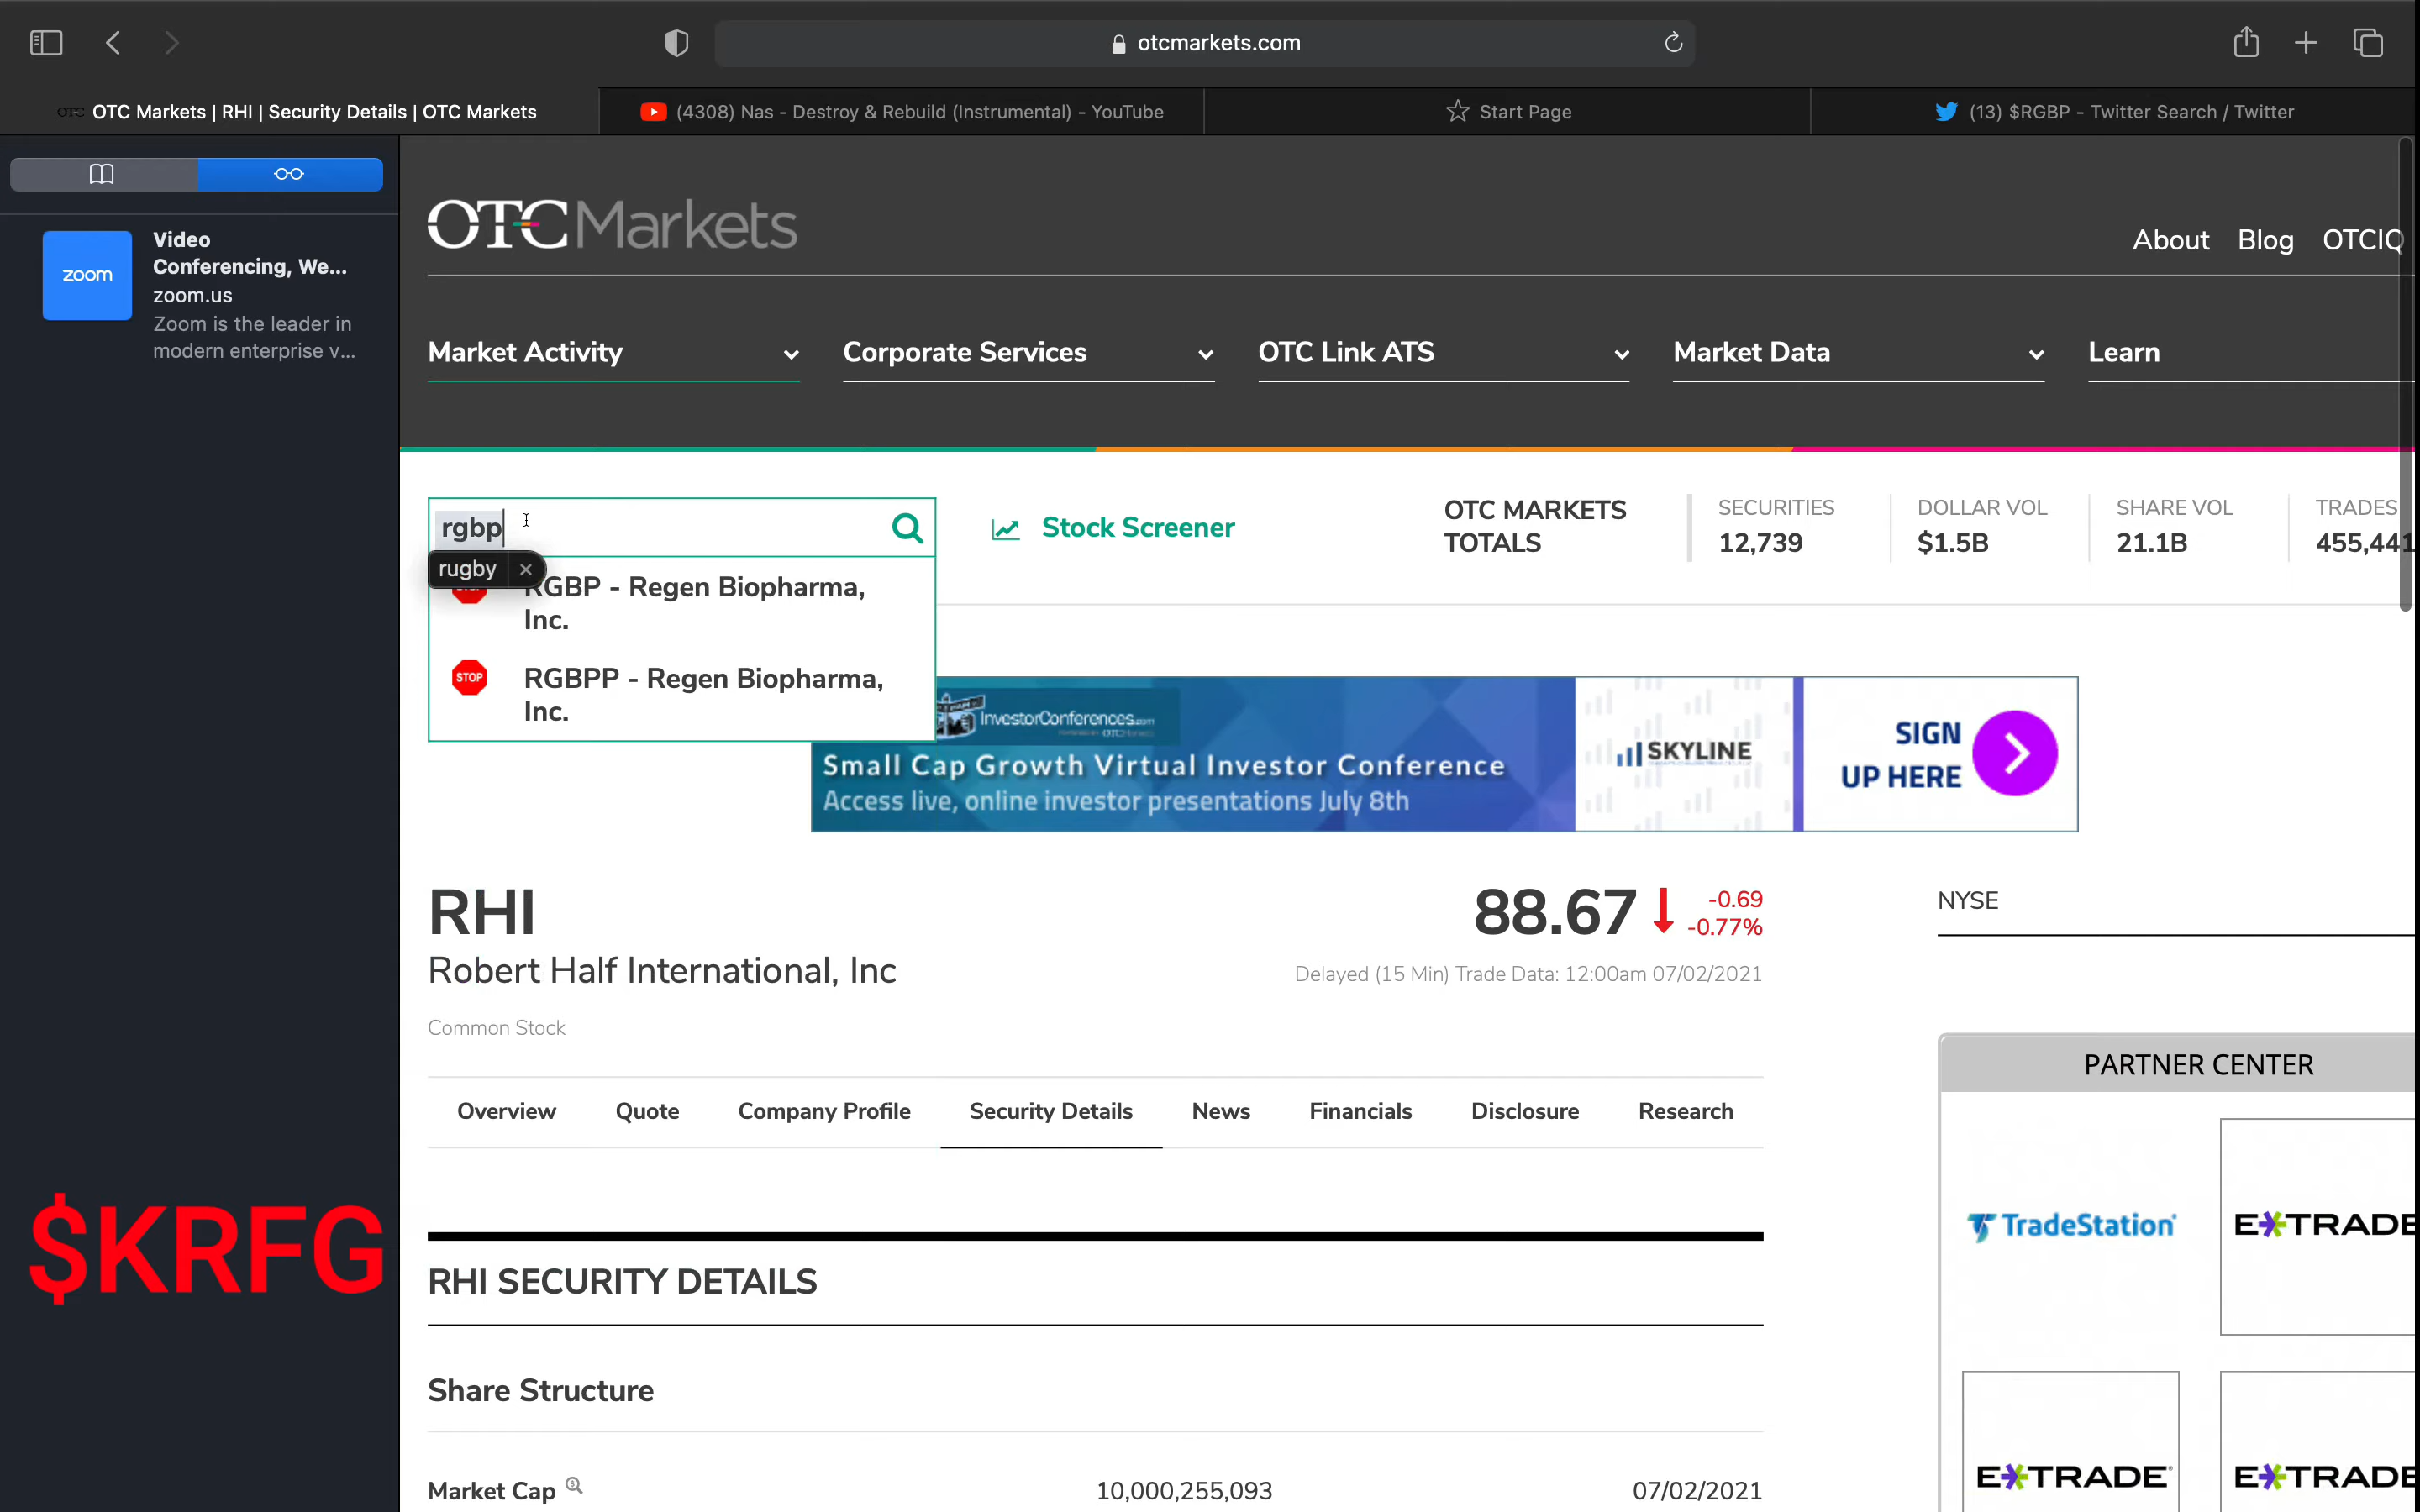 otcmarkets.com
OTC Markets | RHI | Security Details | OTC Markets
(4308) Nas - Destroy & Rebuild (Instrumental) - YouTube
Start Page
(13) $RGBP - Twitter Search / Twitter
zoom
Video
Conferencing, We...
zoom.us
Zoom is the leader in
modern enterprise v...
OTC Markets
About Blog OTCIQ
Market Activity
Corporate Services
OTC Link ATS
Market Data
Learn
rgbp
rugby ×
RGBP - Regen Biopharma,
Inc.
STOP
RGBPP - Regen Biopharma,
Inc.
Stock Screener
OTC MARKETS
TOTALS
SECURITIES
12,739
DOLLAR VOL
$1.5B
SHARE VOL
21.1B
TRADES
455,441
InvestorConferences.com
Small Cap Growth Virtual Investor Conference
Access live, online investor presentations July 8th
SKYLINE
SIGN
UP HERE
RHI
Robert Half International, Inc
Common Stock
88.67
-0.69
-0.77%
Delayed (15 Min) Trade Data: 12:00am 07/02/2021
NYSE
Overview Quote Company Profile Security Details News Financials Disclosure Research
PARTNER CENTER
TradeStation
E*TRADE
E*TRADE
E*TRADE
$KRFG
RHI SECURITY DETAILS
Share Structure
Market Cap 10,000,255,093 07/02/2021